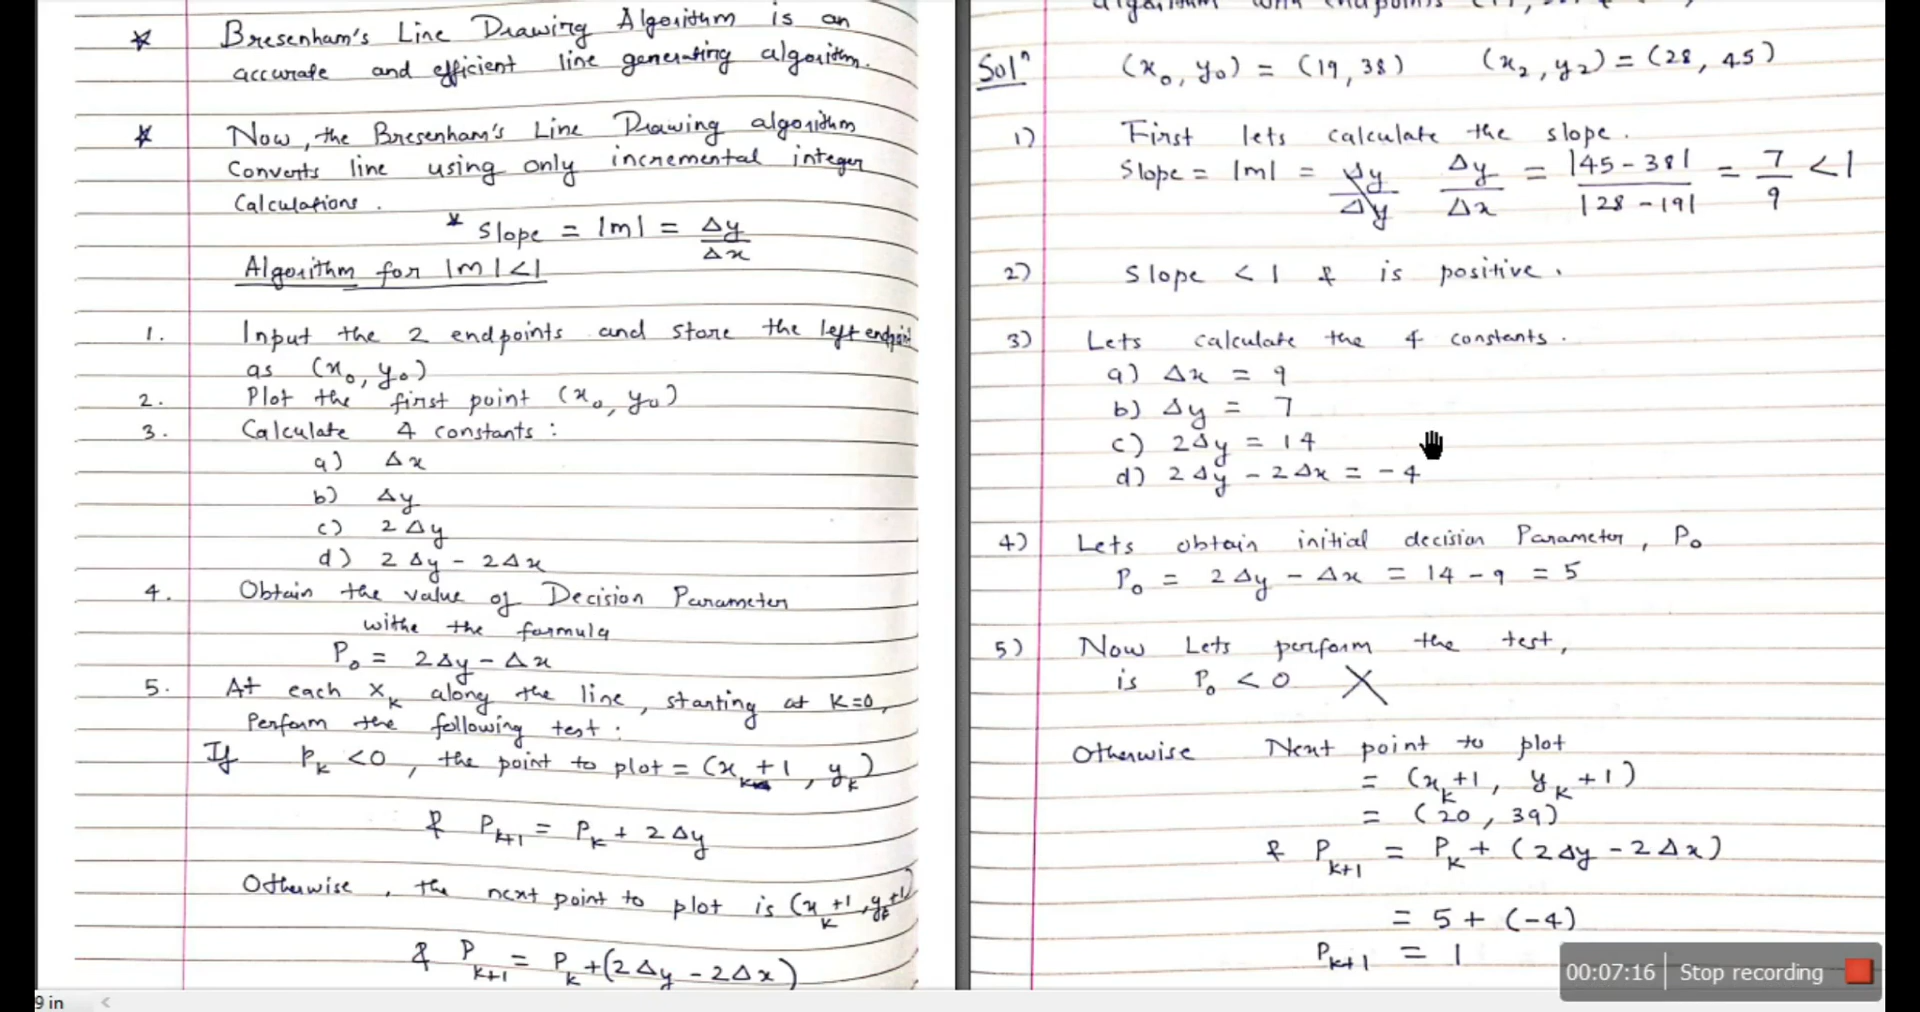 * Bresenham's Line Drawing Algorithm is an
accurate and efficient line generating algorithm.
* Now, the Bresenham's Line Drawing algorithm
Converts line using only incremental integer
Calculations.
* Slope = |m| = Δy/Δx
Algorithm for |m|<1
1. Input the 2 endpoints and store the left endpoint
as (x0, y0)
2. Plot the first point (x0, y0)
3. Calculate 4 constants:
a) Δx
b) Δy
c) 2Δy
d) 2Δy - 2Δx
4. Obtain the value of Decision Parameter
withe the formula
P0 = 2Δy - Δx
5. At each Xk along the line, starting at K=0,
Perform the following test:
If Pk <0, the point to plot = (xk+1, yk)
& Pk+1 = Pk + 2Δy
Otherwise, the next point to plot is (xk+1, yk+1)
& Pk+1 = Pk+(2Δy - 2Δx)
9 in
Soln (x0, y0) = (19, 38) (x2, y2) = (28, 45)
1) First lets calculate the slope.
Slope = |m| = Δy/Δy Δy/Δx = |45-38|/|28-19| = 7/9 <1
2) Slope < 1 & is positive.
3) Lets calculate the 4 constants.
a) Δx = 9
b) Δy = 7
c) 2Δy = 14
d) 2Δy - 2Δx = -4
4) Lets obtain initial decision Parameter, P0
P0 = 2Δy - Δx = 14 - 9 = 5
5) Now Lets perform the test,
is P0 < 0 X
Otherwise Next point to plot
= (xk+1, yk+1)
= (20, 39)
& Pk+1 = Pk + (2Δy - 2Δx)
= 5 + (-4)
Pk+1 = 1
00:07:16 Stop recording